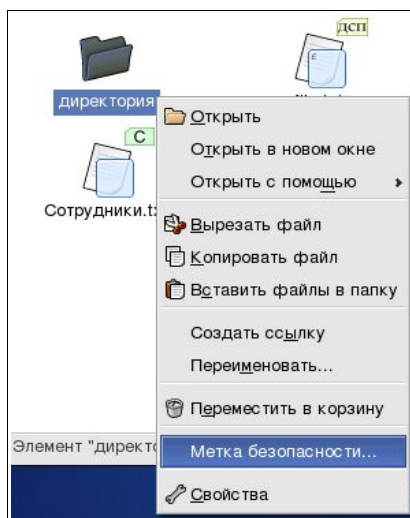 дсп
директория
С
Сотрудники.t
Открыть
Открыть в новом окне
Открыть с помощью
Вырезать файл
Копировать файл
Вставить файлы в папку
Создать ссылку
Переименовать...
Переместить в корзину
Элемент "директо
Метка безопасности...
Свойства